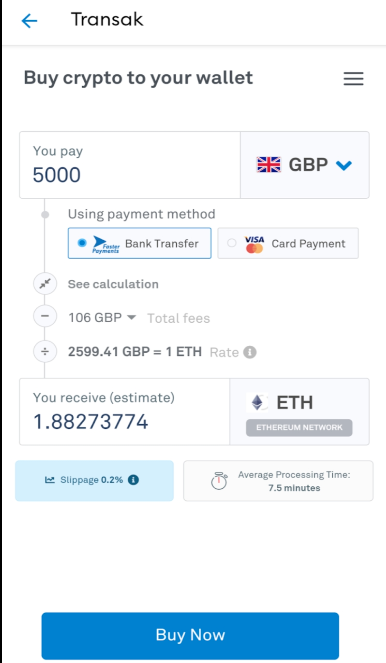 Transak
Buy crypto to your wallet
You pay
5000
GBP
Using payment method
Faster Payments
Bank Transfer
VISA
Card Payment
See calculation
106 GBP Total fees
2599.41 GBP = 1 ETH Rate
You receive (estimate)
1.88273774
ETH
ETHEREUM NETWORK
Slippage 0.2%
Average Processing Time:
7.5 minutes
Buy Now